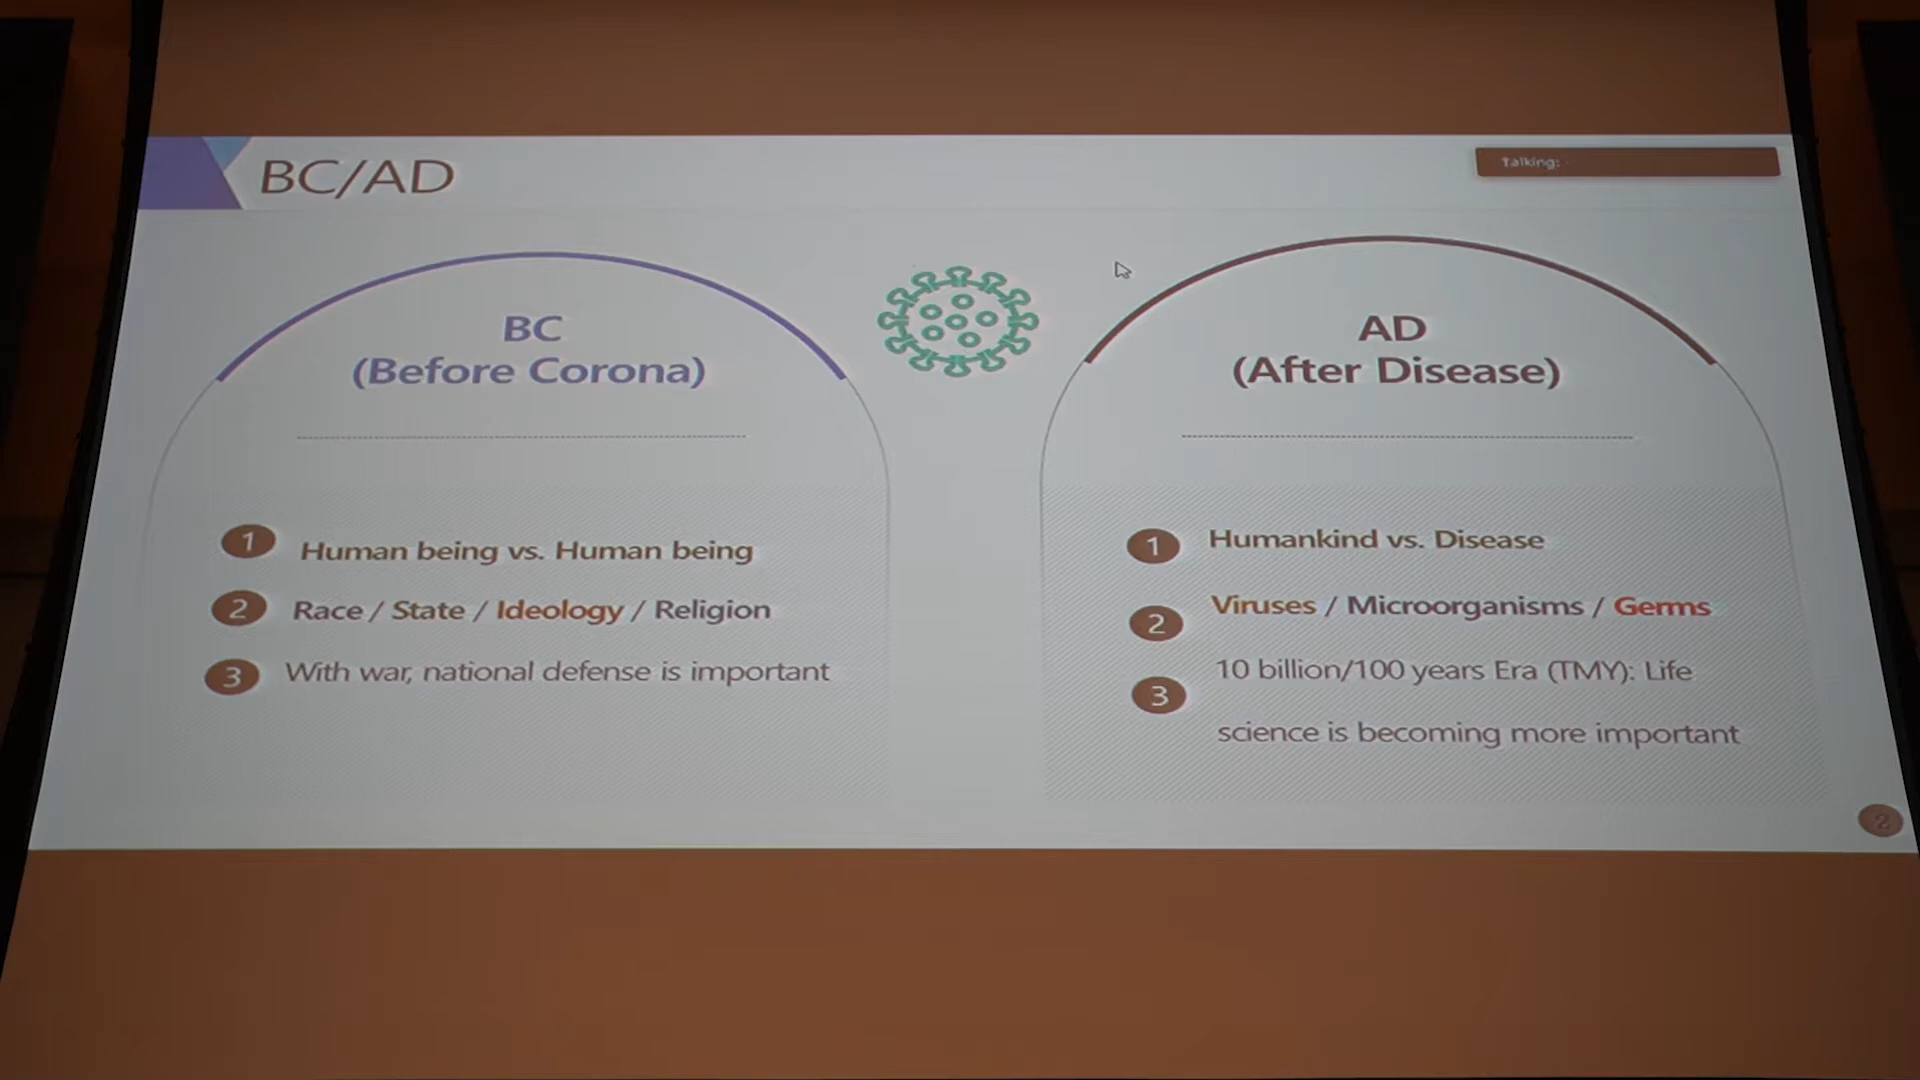 BC/AD
Talking:
BC
(Before Corona)
1 Human being vs. Human being
2 Race / State / Ideology / Religion
3 With war, national defense is important
AD
(After Disease)
1 Humankind vs. Disease
2 Viruses / Microorganisms / Germs
3 10 billion/100 years Era (TMY): Life
science is becoming more important
2